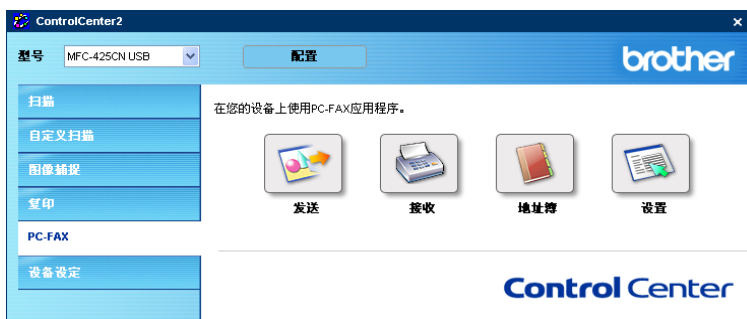 ControlCenter2
型号 MFC-425CN USB 配置 brother
扫描
自定义扫描
图像捕捉
复印
PC-FAX
设备设定
在您的设备上使用PC-FAX应用程序。
发送 接收 地址簿 设置
Control Center